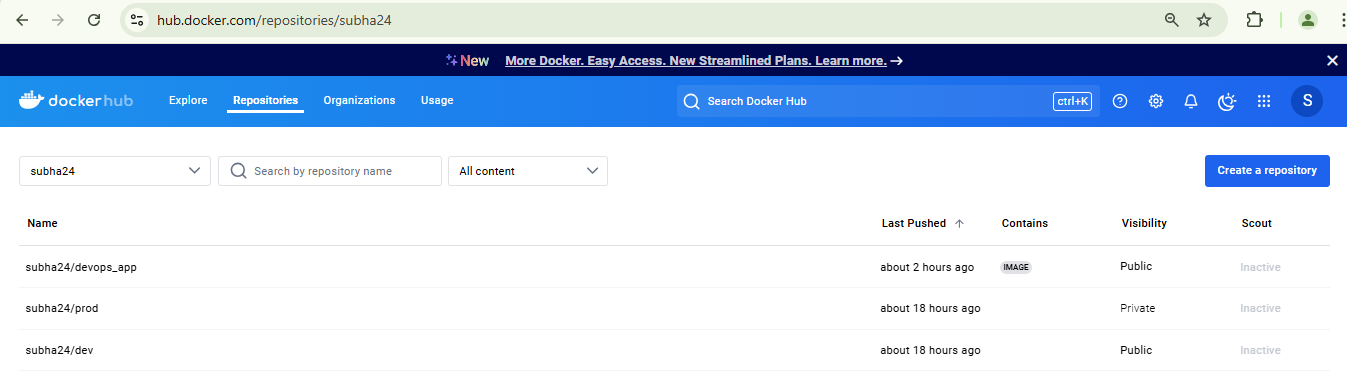 hub.docker.com/repositories/subha24
New More Docker. Easy Access. New Streamlined Plans. Learn more. →
dockerhub Explore Repositories Organizations Usage Search Docker Hub ctrl+K S
subha24 Search by repository name All content Create a repository
Name Last Pushed ↑ Contains Visibility Scout
subha24/devops_app about 2 hours ago IMAGE Public Inactive
subha24/prod about 18 hours ago Private Inactive
subha24/dev about 18 hours ago Public Inactive